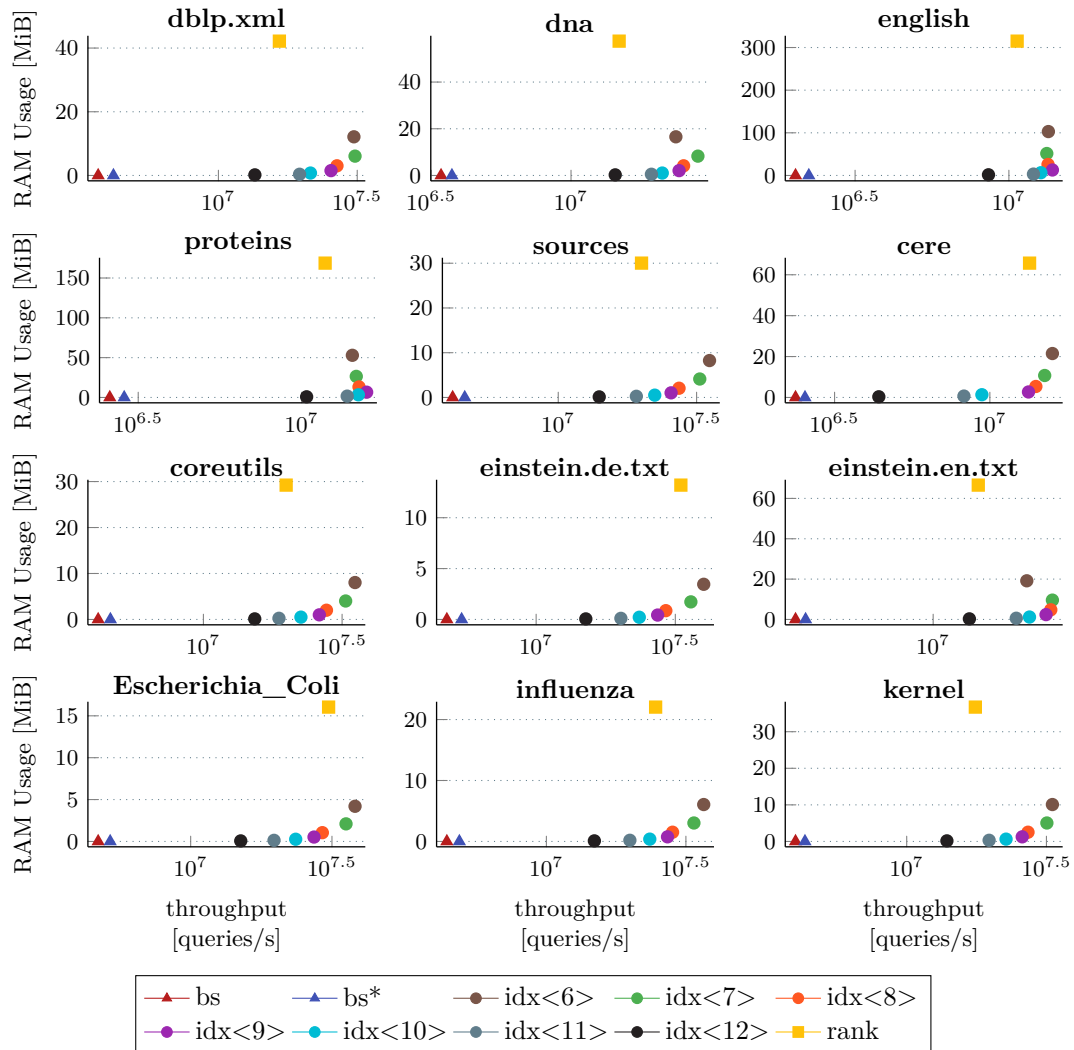 dblp.xml
dna
english
RAM Usage [MiB]
40
20
0
10^7
10^7.5
40
20
0
10^6.5
10^7
300
200
100
0
10^6.5
10^7
proteins
sources
cere
RAM Usage [MiB]
150
100
50
0
10^6.5
10^7
30
20
10
0
10^7
10^7.5
60
40
20
0
10^6.5
10^7
coreutils
einstein.de.txt
einstein.en.txt
RAM Usage [MiB]
30
20
10
0
10^7
10^7.5
10
5
0
10^7
10^7.5
60
40
20
0
10^7
Escherichia_Coli
influenza
kernel
RAM Usage [MiB]
15
10
5
0
10^7
10^7.5
20
10
0
10^7
10^7.5
30
20
10
0
10^7
10^7.5
throughput
[queries/s]
throughput
[queries/s]
throughput
[queries/s]
bs bs* idx<6> idx<7> idx<8>
idx<9> idx<10> idx<11> idx<12> rank